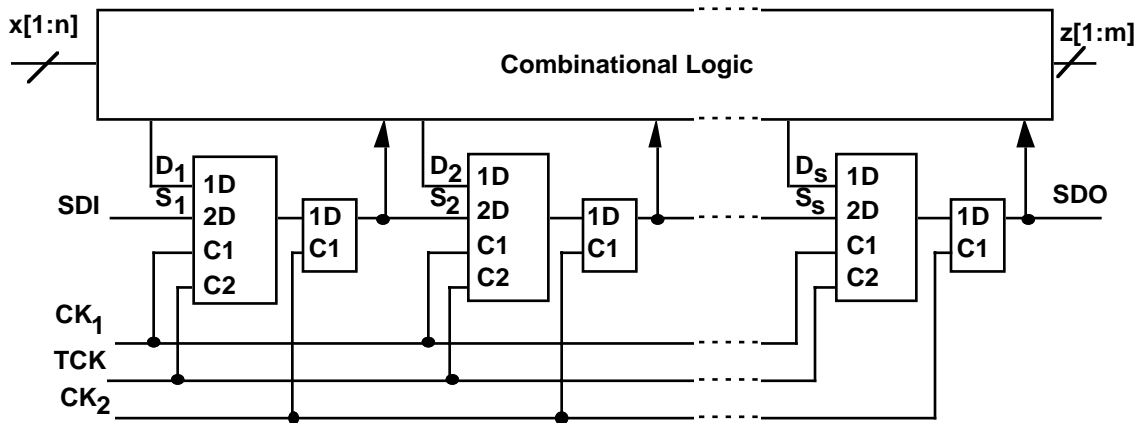 x[1:n]
z[1:m]
Combinational Logic
D1
1D
S1
2D
C1
C2
1D
C1
D2
1D
S2
2D
C1
C2
1D
C1
Ds
1D
Ss
2D
C1
C2
1D
C1
SDI
SDO
CK1
TCK
CK2